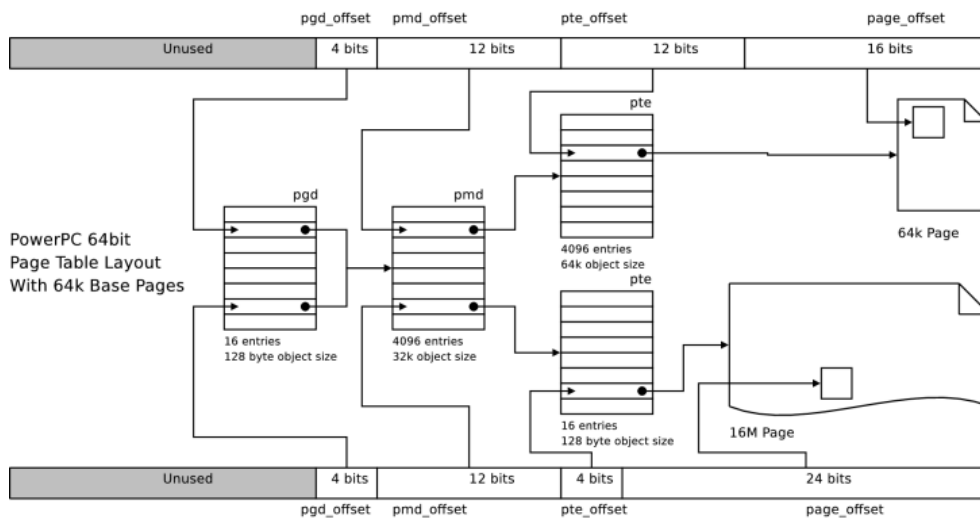 pgd_offset pmd_offset pte_offset page_offset
Unused 4 bits 12 bits 12 bits 16 bits
pte
pgd pmd
PowerPC 64bit
Page Table Layout
With 64k Base Pages
64k Page
4096 entries
64k object size
pte
16 entries
128 byte object size
4096 entries
32k object size
16 entries
128 byte object size
16M Page
Unused 4 bits 12 bits 4 bits 24 bits
pgd_offset pmd_offset pte_offset page_offset